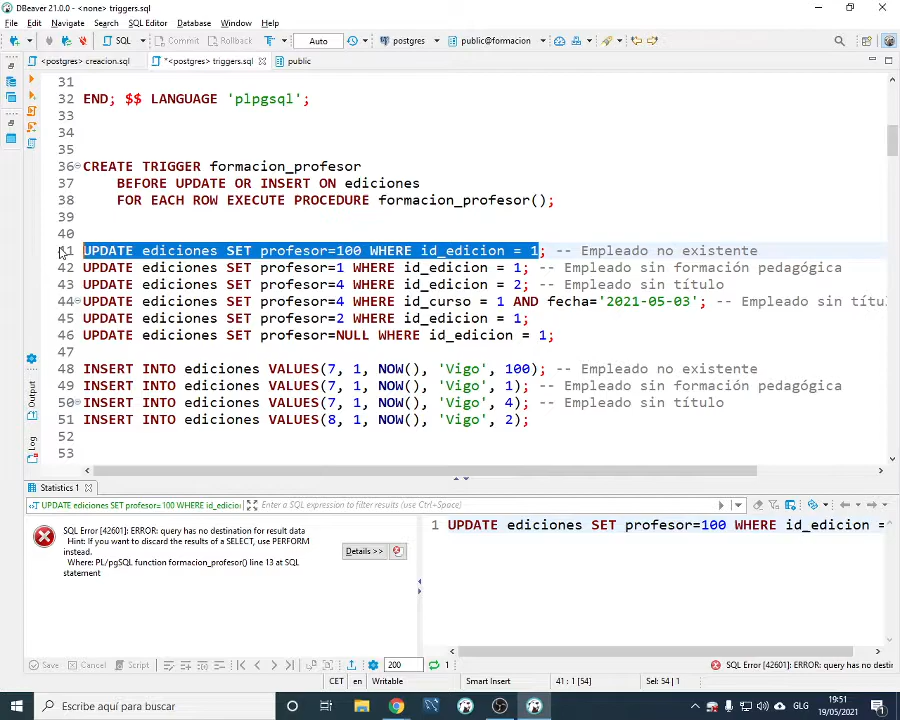 DBeaver 21.0.0 - <none> triggers.sql
File Edit Navigate Search SQL Editor Database Window Help
SQL Commit Rollback T Auto postgres public@formacion
<postgres> creacion.sql *<postgres> triggers.sql public
31
32 END; $$ LANGUAGE 'plpgsql';
33
34
35
36 CREATE TRIGGER formacion_profesor
37 BEFORE UPDATE OR INSERT ON ediciones
38 FOR EACH ROW EXECUTE PROCEDURE formacion_profesor();
39
40
41 UPDATE ediciones SET profesor=100 WHERE id_edicion = 1; -- Empleado no existente
42 UPDATE ediciones SET profesor=1 WHERE id_edicion = 1; -- Empleado sin formación pedagógica
43 UPDATE ediciones SET profesor=4 WHERE id_edicion = 2; -- Empleado sin título
44 UPDATE ediciones SET profesor=4 WHERE id_curso = 1 AND fecha='2021-05-03'; -- Empleado sin títu
45 UPDATE ediciones SET profesor=2 WHERE id_edicion = 1;
46 UPDATE ediciones SET profesor=NULL WHERE id_edicion = 1;
47
48 INSERT INTO ediciones VALUES(7, 1, NOW(), 'Vigo', 100); -- Empleado no existente
49 INSERT INTO ediciones VALUES(7, 1, NOW(), 'Vigo', 1); -- Empleado sin formación pedagógica
50 INSERT INTO ediciones VALUES(7, 1, NOW(), 'Vigo', 4); -- Empleado sin título
51 INSERT INTO ediciones VALUES(8, 1, NOW(), 'Vigo', 2);
52
53
Output
Log
Statistics 1
UPDATE ediciones SET profesor=100 WHERE id_edicion Enter a SQL expression to filter results (use Ctrl+Space)
SQL Error [42601]: ERROR: query has no destination for result data
Hint: If you want to discard the results of a SELECT, use PERFORM
instead.
Where: PL/pgSQL function formacion_profesor() line 13 at SQL
statement
Details >>
1 UPDATE ediciones SET profesor=100 WHERE id_edicion =
Save Cancel Script 200 1 SQL Error [42601]: ERROR: query has no destin
CET en Writable Smart Insert 41 : 1 [54] Sel: 54 | 1
Escribe aquí para buscar
GLG
19:51
19/05/2021
1